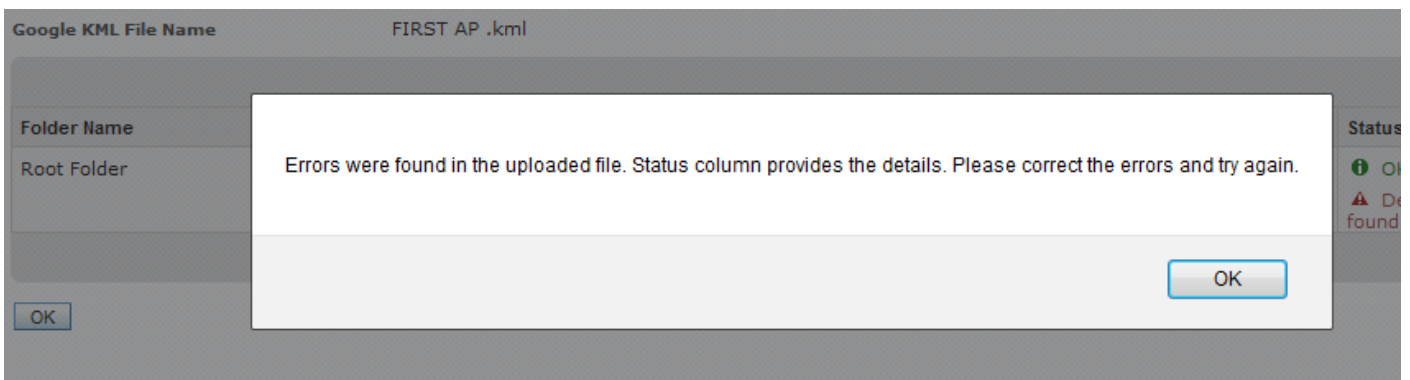 Google KML File Name FIRST AP .kml
Folder Name Status
Root Folder
Errors were found in the uploaded file. Status column provides the details. Please correct the errors and try again.
found
OK
OK